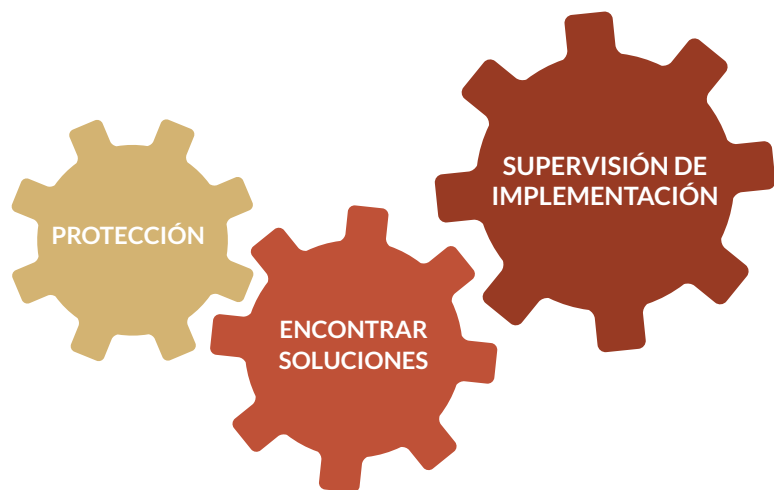 PROTECCIÓN
ENCONTRAR
SOLUCIONES
SUPERVISIÓN DE
IMPLEMENTACIÓN